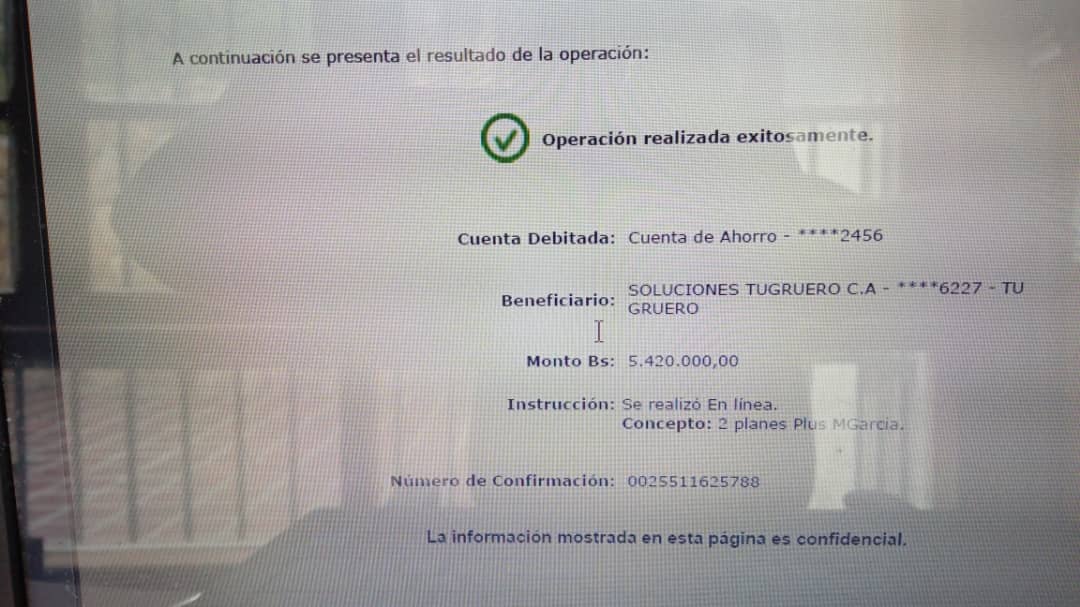 A continuación se presenta el resultado de la operación:
Operación realizada exitosamente.
Cuenta Debitada: Cuenta de Ahorro - ****2456
Beneficiario: SOLUCIONES TUGRUERO C.A - ****6227 - TU
GRUERO
Monto Bs: 5.420.000,00
Instrucción: Se realizó En línea.
Concepto: 2 planes Plus MGarcia.
Número de Confirmación: 0025511625788
La información mostrada en esta página es confidencial.